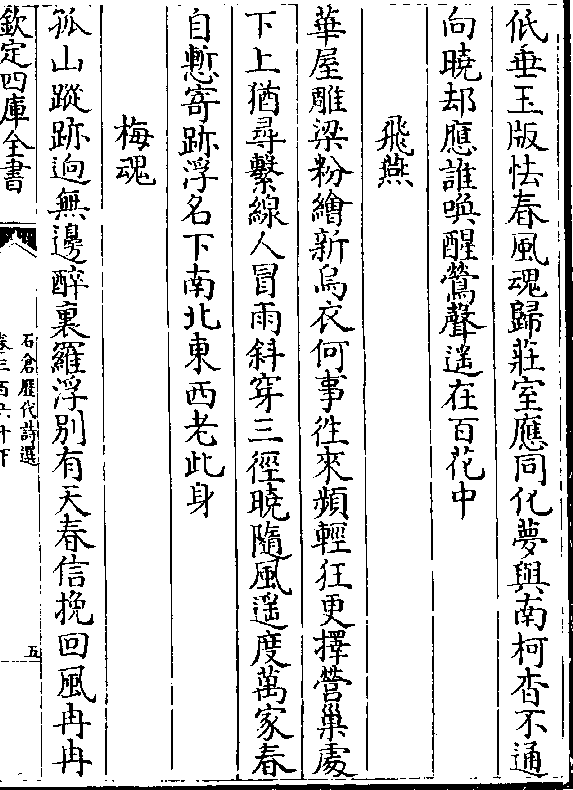 低垂玉版怯春風魂歸莊室應同化夢與南柯杳不通
向曉却應誰喚醒鶯聲遥在百花中
飛燕
華屋雕梁粉繪新烏衣何事徃來頻輕狂更擇營巢處
下上猶尋繫線人冒雨斜穿三徑曉隨風遥度萬家春
自慙寄跡浮名下南北東西老此身
梅魂
孤山蹤跡逈無邊醉裏羅浮別有天春信挽回風冉冉
欽定四庫全書
石倉歷代詩選
卷三百六十下
五